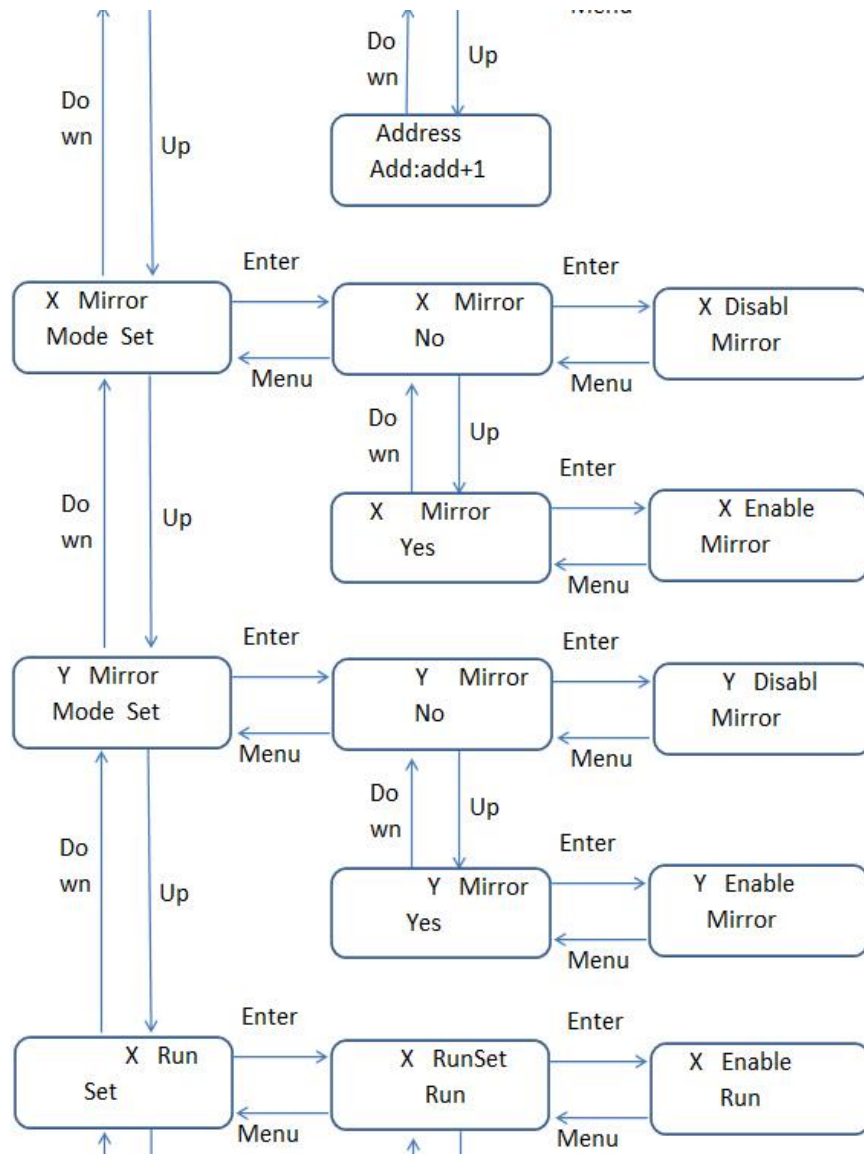 Menu
Do
wn
Up
Do
wn
Up
Address
Add:add+1
Enter
Enter
X Mirror
Mode Set
X Mirror
No
X Disabl
Mirror
Menu
Menu
Do
wn
Up
Do
wn
Up
Enter
X Mirror
Yes
X Enable
Mirror
Menu
Enter
Enter
Y Mirror
Mode Set
Y Mirror
No
Y Disabl
Mirror
Menu
Menu
Do
wn
Up
Do
wn
Up
Enter
Y Mirror
Yes
Y Enable
Mirror
Menu
Enter
Enter
X Run
Set
X RunSet
Run
X Enable
Run
Menu
Menu